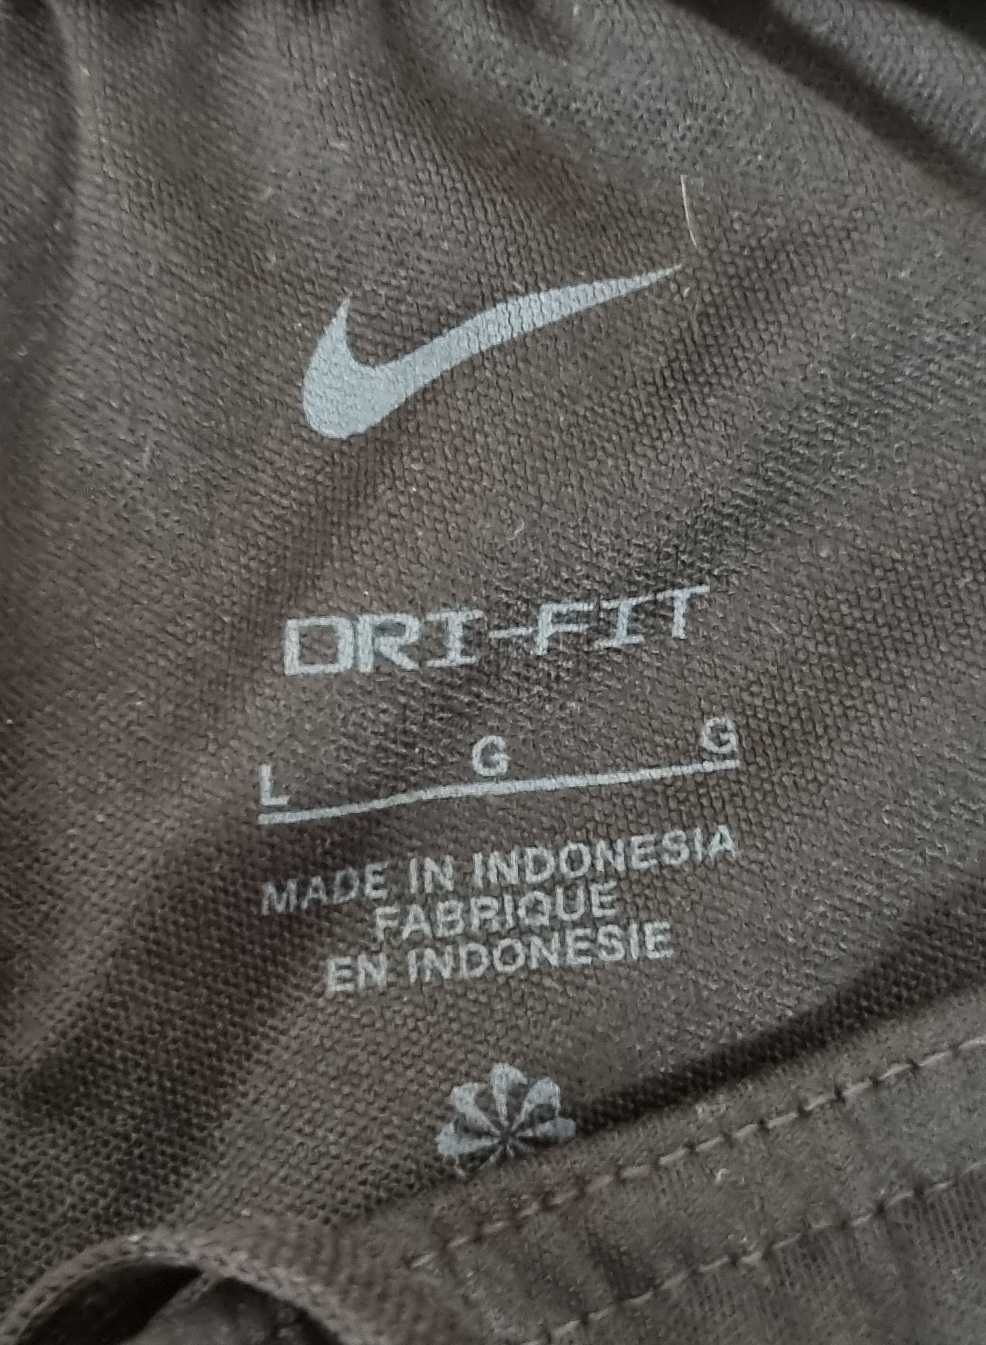 DRI-FIT
L G G
MADE IN INDONESIA
FABRIQUE
EN INDONESIE